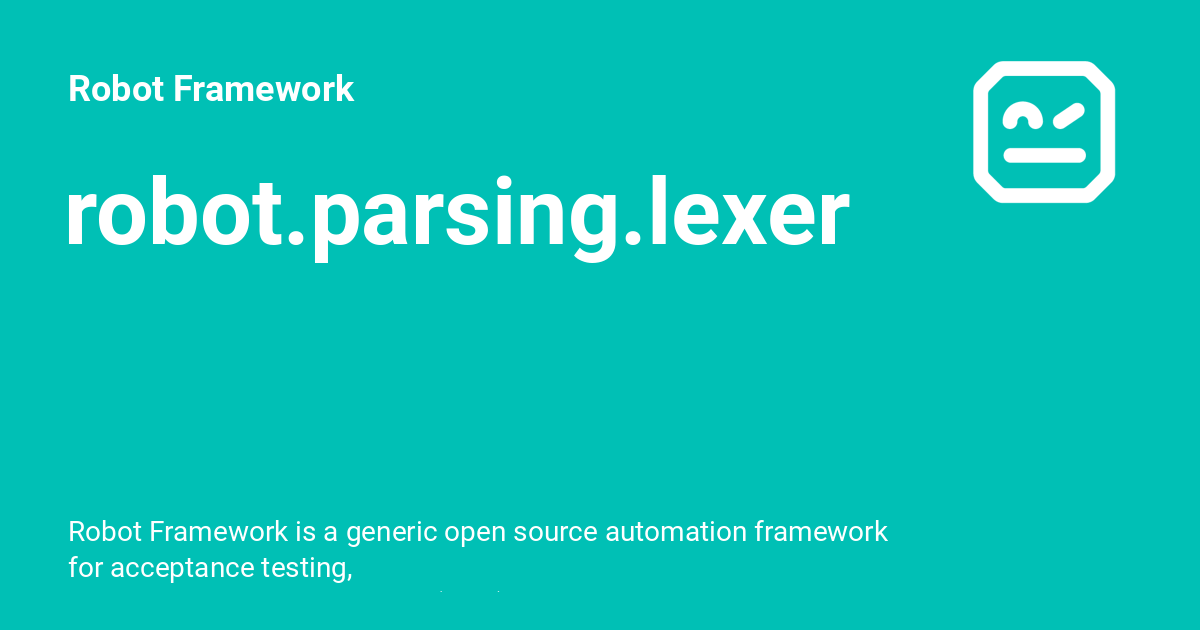 Robot Framework
robot.parsing.lexer
Robot Framework is a generic open source automation framework
for acceptance testing,